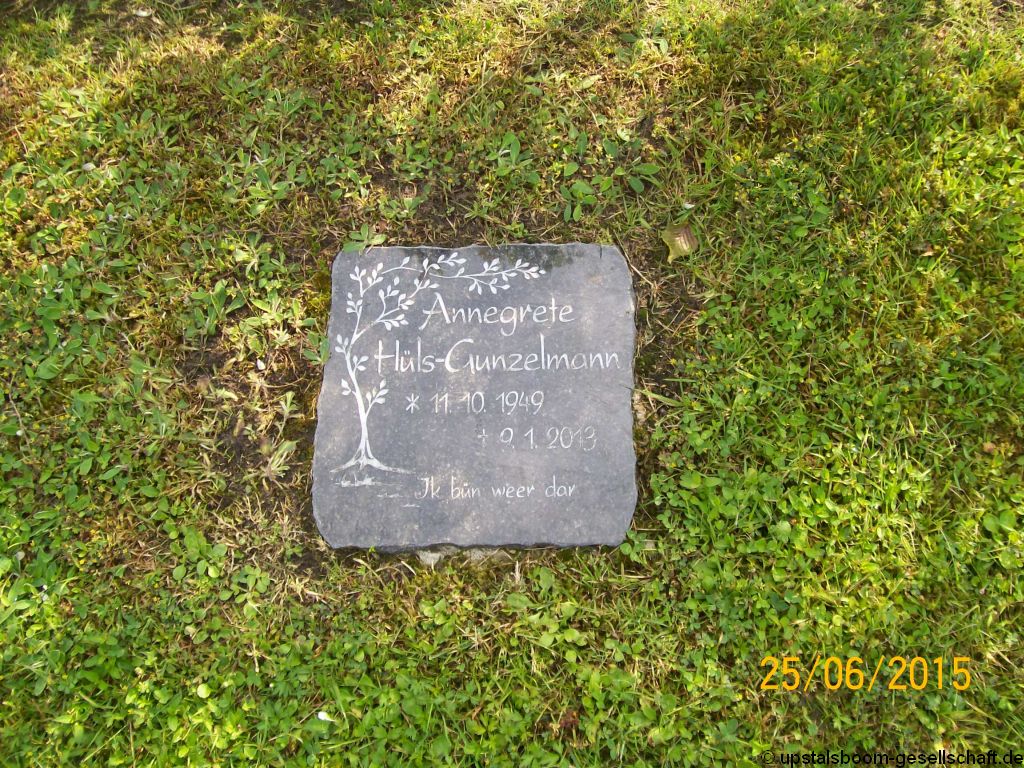 Annegrete
Hüls-Gunzelmann
* 11. 10. 1949
† 9. 1. 2013
Ik bün weer dar
25/06/2015
© upstalsboom-gesellschaft.de